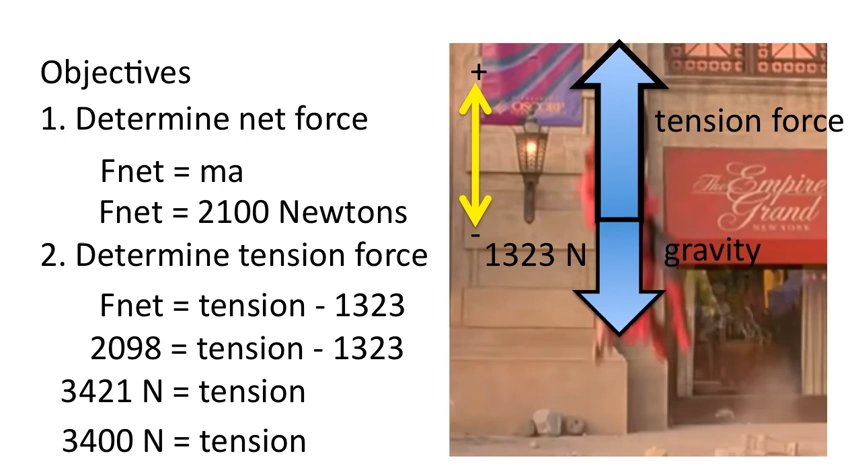 Objectives
1. Determine net force
Fnet = ma
Fnet = 2100 Newtons
2. Determine tension force
Fnet = tension - 1323
2098 = tension - 1323
3421 N = tension
3400 N = tension
+
-
1323 N
tension force
gravity
OSCORP
The Empire
Grand
NEW YORK